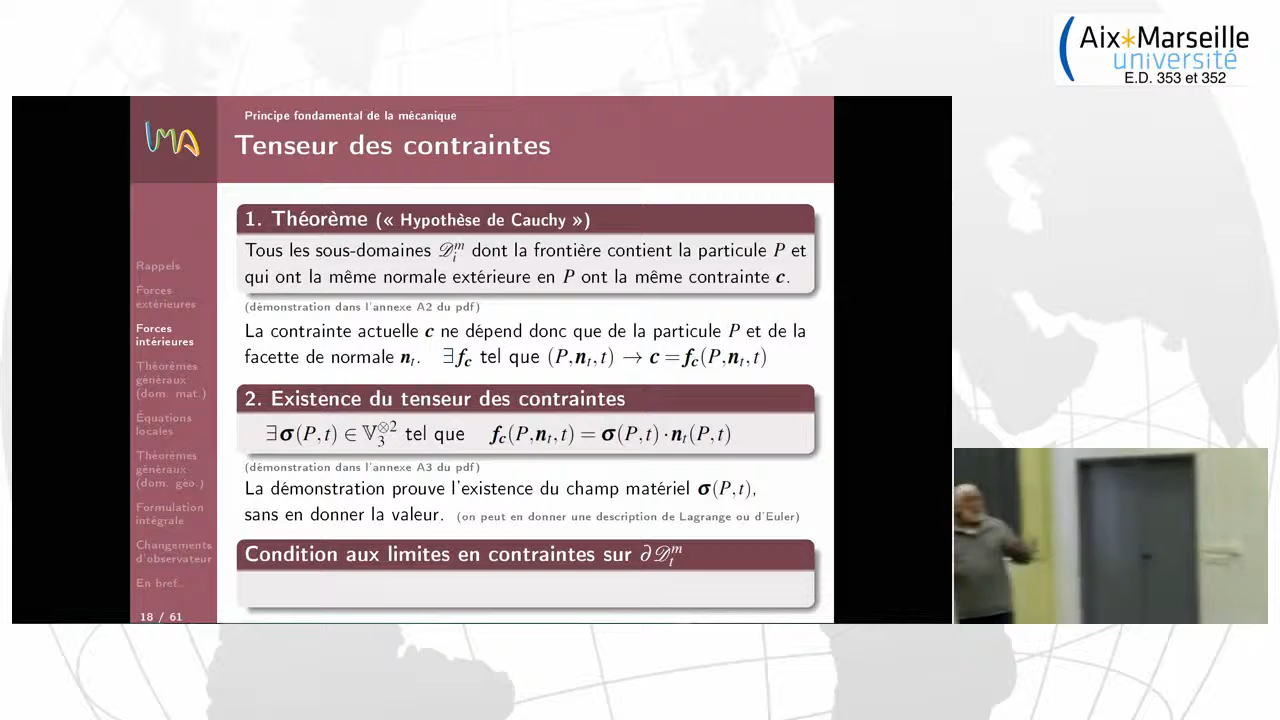 Aix*Marseille
université
E.D. 353 et 352
LMA
Principe fondamental de la mécanique
Tenseur des contraintes
1. Théorème (« Hypothèse de Cauchy »)
Tous les sous-domaines 𝒟ᵢᵐ dont la frontière contient la particule P et
qui ont la même normale extérieure en P ont la même contrainte c.
(démonstration dans l'annexe A2 du pdf)
La contrainte actuelle c ne dépend donc que de la particule P et de la
facette de normale nₜ. ∃ f_c tel que (P,nₜ,t) → c = f_c(P,nₜ,t)
2. Existence du tenseur des contraintes
∃ σ(P,t) ∈ 𝕍₃^⊗2 tel que f_c(P,nₜ,t) = σ(P,t)·nₜ(P,t)
(démonstration dans l'annexe A3 du pdf)
La démonstration prouve l'existence du champ matériel σ(P,t),
sans en donner la valeur. (on peut en donner une description de Lagrange ou d'Euler)
Condition aux limites en contraintes sur ∂𝒟ₜᵐ
Rappels
Forces
extérieures
Forces
intérieures
Théorèmes
généraux
(dom. mat.)
Équations
locales
Théorèmes
généraux
(dom. géo.)
Formulation
intégrale
Changements
d'observateur
En bref...
18 / 61